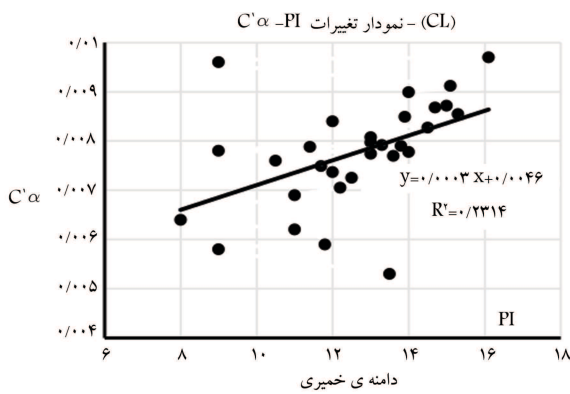 C`α -PI نمودار تغییرات - (CL)
۰/۰۱
۰/۰۰۹
۰/۰۰۸
۰/۰۰۷
۰/۰۰۶
۰/۰۰۵
۰/۰۰۴
C`α
y=۰/۰۰۰۳ x+۰/۰۰۴۶
R²=۰/۲۳۱۴
PI
۶ ۸ ۱۰ ۱۲ ۱۴ ۱۶ ۱۸
دامنه ی خمیری